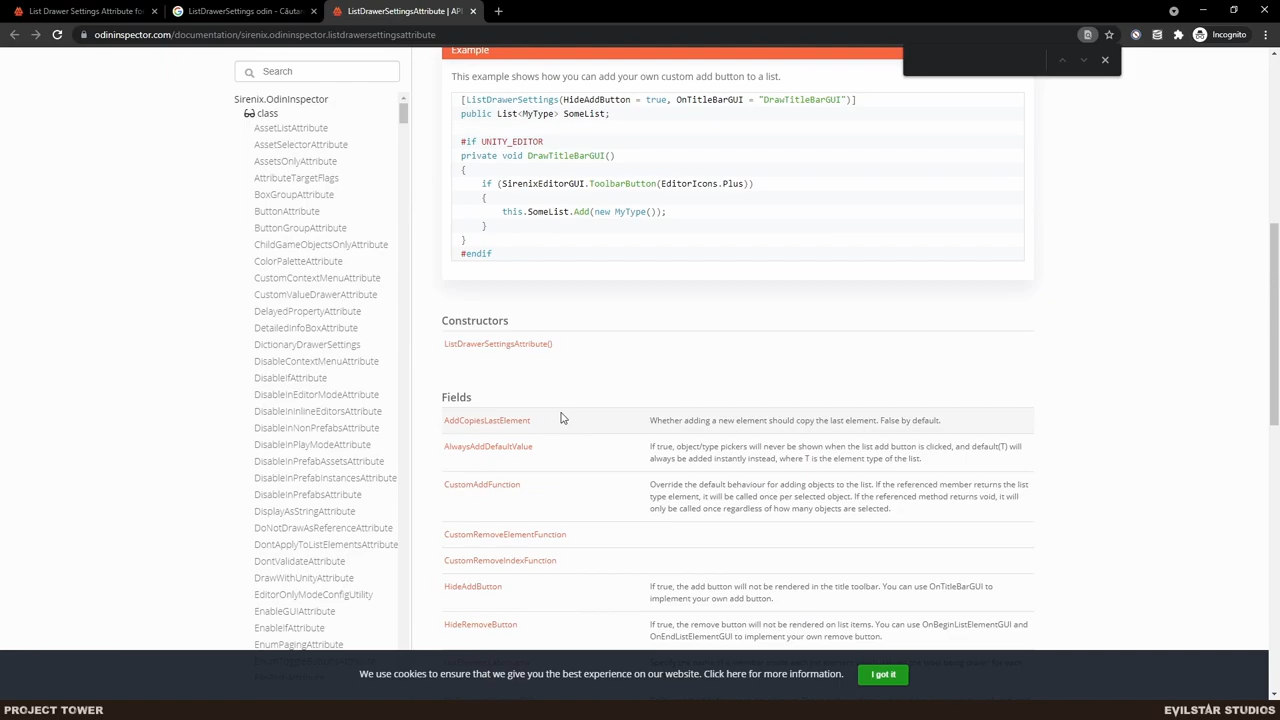 List Drawer Settings Attribute for
ListDrawerSettings odin - Căutare
ListDrawerSettingsAttribute | API
odininspector.com/documentation/sirenix.odininspector.listdrawersettingsattribute
Incognito
Search
Sirenix.OdinInspector
class
AssetListAttribute
AssetSelectorAttribute
AssetsOnlyAttribute
AttributeTargetFlags
BoxGroupAttribute
ButtonAttribute
ButtonGroupAttribute
ChildGameObjectsOnlyAttribute
ColorPaletteAttribute
CustomContextMenuAttribute
CustomValueDrawerAttribute
DelayedPropertyAttribute
DetailedInfoBoxAttribute
DictionaryDrawerSettings
DisableContextMenuAttribute
DisableIfAttribute
DisableInEditorModeAttribute
DisableInInlineEditorsAttribute
DisableInNonPrefabsAttribute
DisableInPlayModeAttribute
DisableInPrefabAssetsAttribute
DisableInPrefabInstancesAttribute
DisableInPrefabsAttribute
DisplayAsStringAttribute
DoNotDrawAsReferenceAttribute
DontApplyToListElementsAttribute
DontValidateAttribute
DrawWithUnityAttribute
EditorOnlyModeConfigUtility
EnableGUIAttribute
EnableIfAttribute
EnumPagingAttribute
Example
This example shows how you can add your own custom add button to a list.
[ListDrawerSettings(HideAddButton = true, OnTitleBarGUI = "DrawTitleBarGUI")]
public List<MyType> SomeList;
#if UNITY_EDITOR
private void DrawTitleBarGUI()
{
if (SirenixEditorGUI.ToolbarButton(EditorIcons.Plus))
{
this.SomeList.Add(new MyType());
}
}
#endif
Constructors
ListDrawerSettingsAttribute()
Fields
AddCopiesLastElement Whether adding a new element should copy the last element. False by default.
AlwaysAddDefaultValue If true, object/type pickers will never be shown when the list add button is clicked, and default(T) will
always be added instantly instead, where T is the element type of the list.
CustomAddFunction Override the default behaviour for adding objects to the list. If the referenced member returns the list
type element, it will be called once per selected object. If the referenced method returns void, it will
only be called once regardless of how many objects are selected.
CustomRemoveElementFunction
CustomRemoveIndexFunction
HideAddButton If true, the add button will not be rendered in the title toolbar. You can use OnTitleBarGUI to
implement your own add button.
HideRemoveButton If true, the remove button will not be rendered on list items. You can use OnBeginListElementGUI and
OnEndListElementGUI to implement your own remove button.
We use cookies to ensure that we give you the best experience on our website. Click here for more information.
I got it
PROJECT TOWER
EVILSTAR STUDIOS